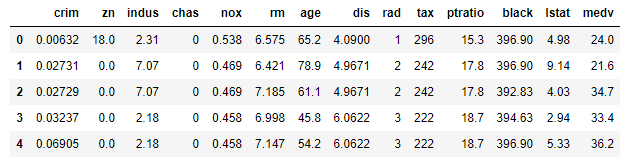 crim zn indus chas nox rm age dis rad tax ptratio black lstat medv
0 0.00632 18.0 2.31 0 0.538 6.575 65.2 4.0900 1 296 15.3 396.90 4.98 24.0
1 0.02731 0.0 7.07 0 0.469 6.421 78.9 4.9671 2 242 17.8 396.90 9.14 21.6
2 0.02729 0.0 7.07 0 0.469 7.185 61.1 4.9671 2 242 17.8 392.83 4.03 34.7
3 0.03237 0.0 2.18 0 0.458 6.998 45.8 6.0622 3 222 18.7 394.63 2.94 33.4
4 0.06905 0.0 2.18 0 0.458 7.147 54.2 6.0622 3 222 18.7 396.90 5.33 36.2